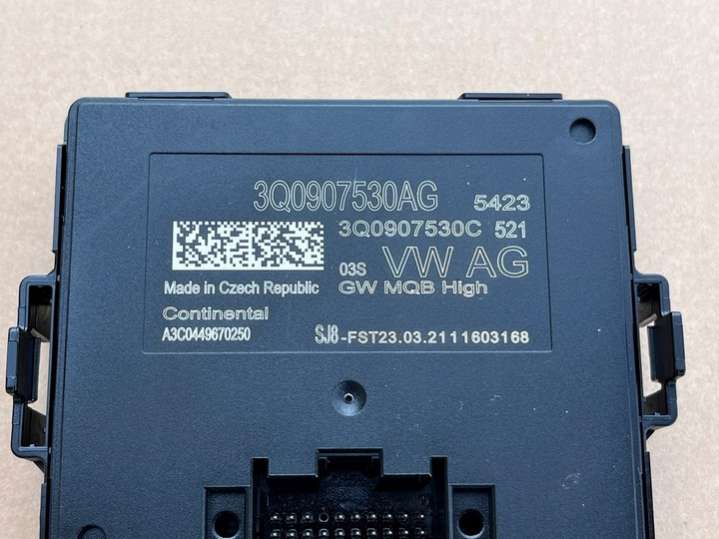 3Q0907530AG 5423
3Q0907530C 521
03S VW AG
Made in Czech Republic GW MQB High
Continental
A3C0449670250 SJ8-FST23.03.2111603168